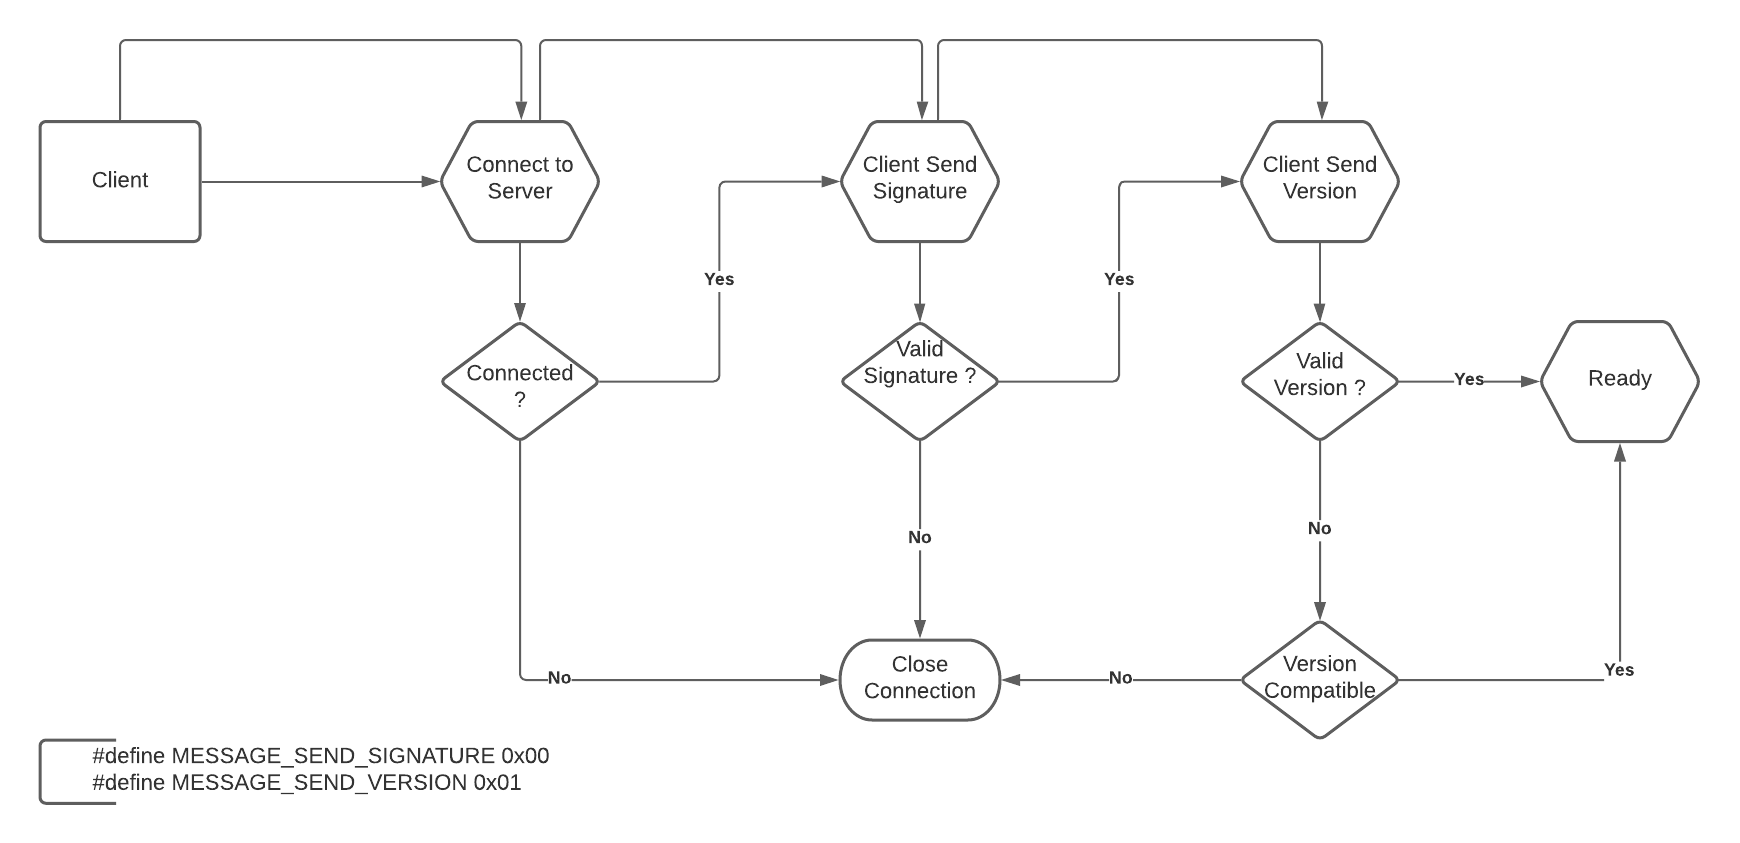 Client
Connect to
Server
Client Send
Signature
Client Send
Version
Yes
Yes
Connected
?
Valid
Signature ?
Valid
Version ?
Yes
Ready
No
No
No
Close
Connection
No
Version
Compatible
Yes
#define MESSAGE_SEND_SIGNATURE 0x00
#define MESSAGE_SEND_VERSION 0x01